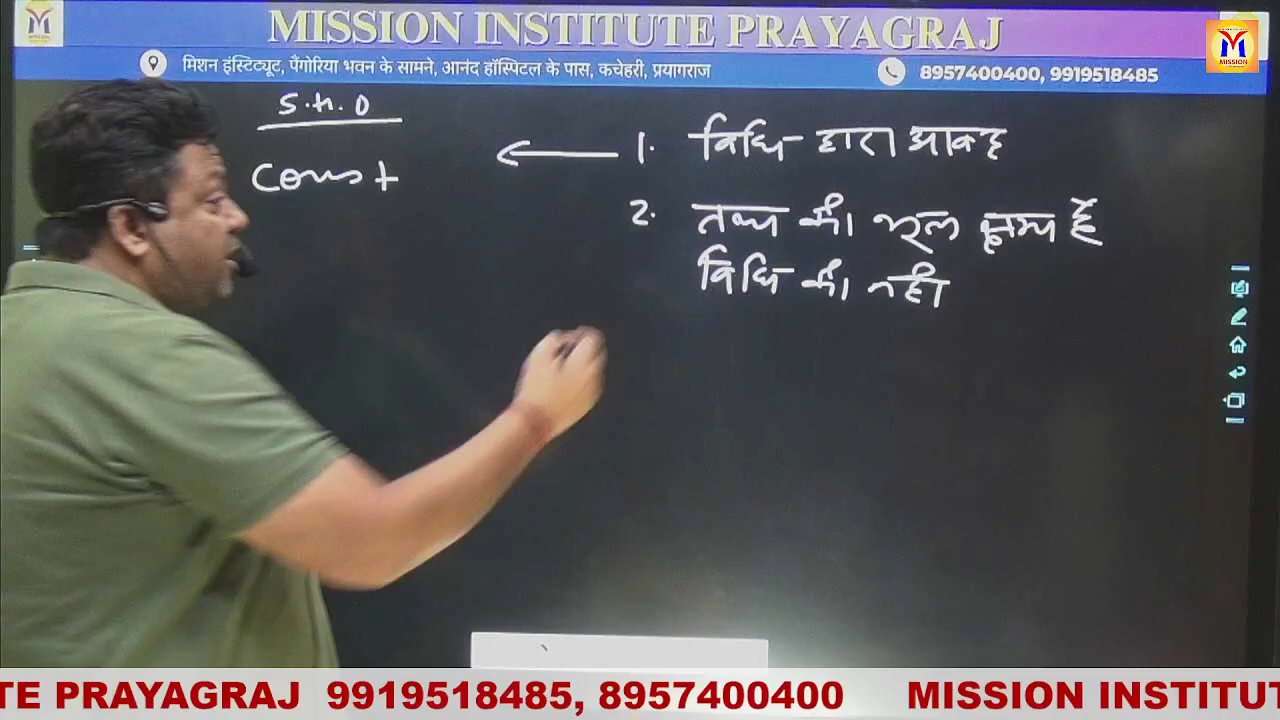 MISSION INSTITUTE PRAYAGRAJ
मिशन इंस्टिट्यूट, पैंगोरिया भवन के सामने, आनंद हॉस्पिटल के पास, कचेहरी, प्रयागराज
8957400400, 9919518485
MISSION
S.H.O
Const
1. विधि द्वारा आबद्ध
2. तथ्य की भूल क्षम्य है
विधि की नही
TE PRAYAGRAJ 9919518485, 8957400400 MISSION INSTITUT